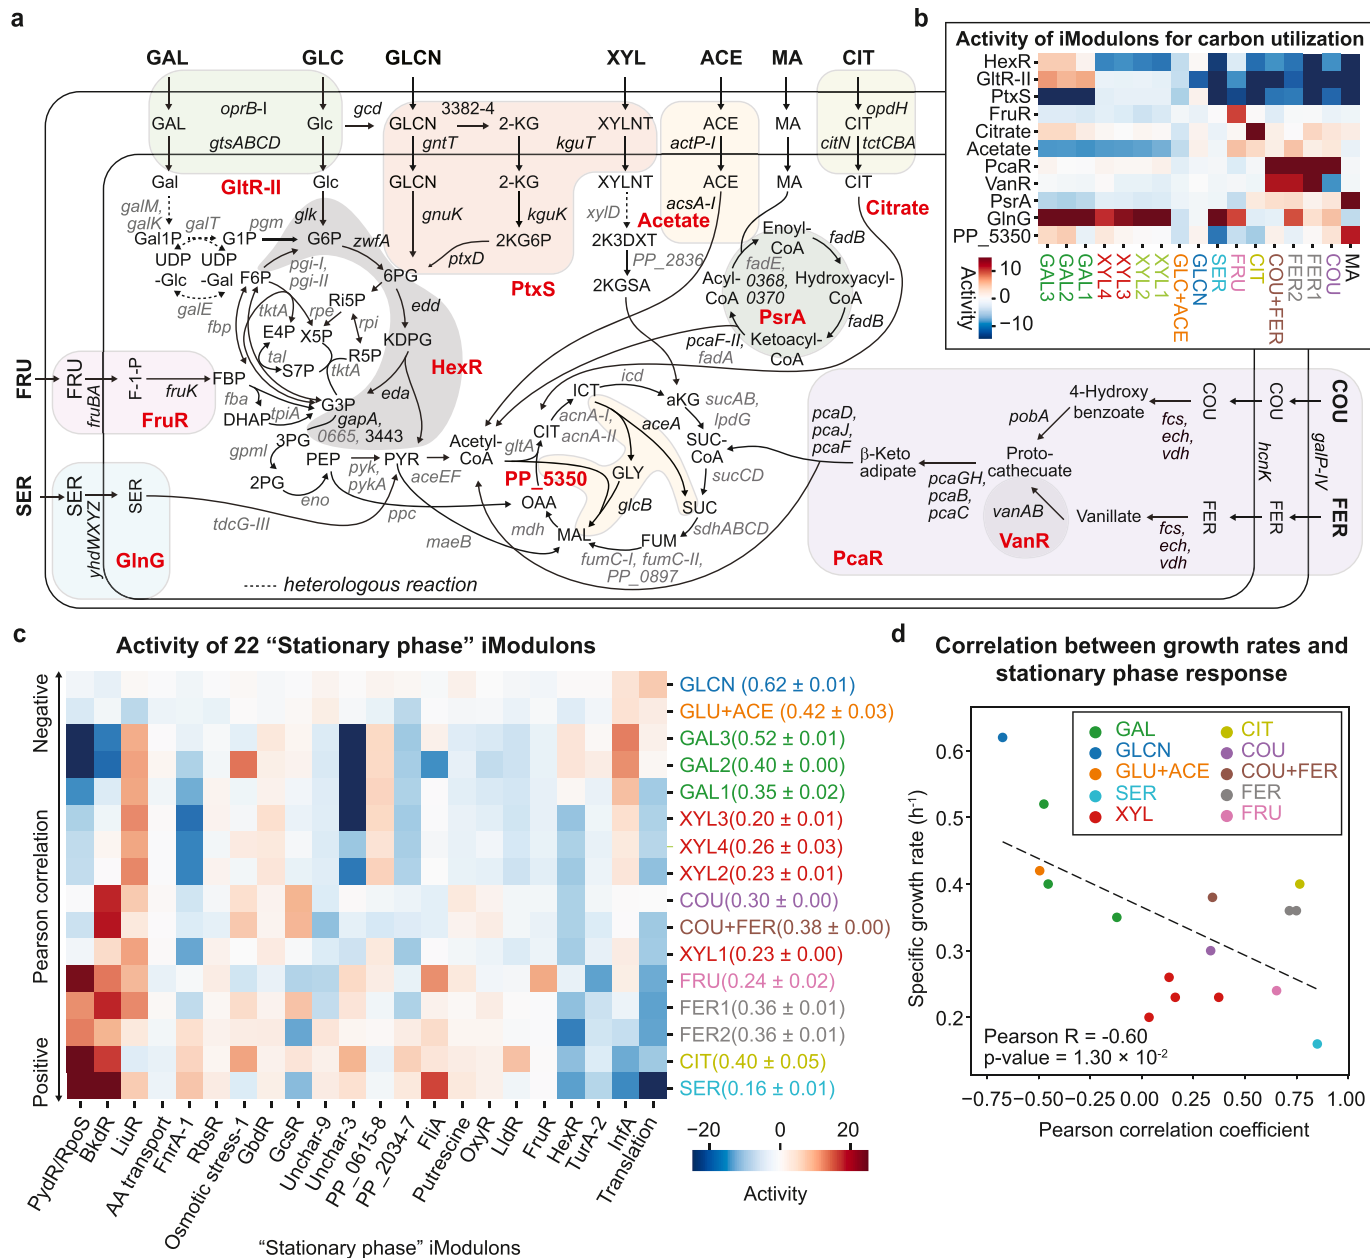 a
GAL
GLC
GLCN
XYL
ACE
MA
CIT
oprB-I
gcd
3382-4
opdH
GAL
Glc
GLCN
2-KG
XYLNT
ACE
MA
CIT
gtsABCD
gntT
kguT
actP-I
citN
tctCBA
Gal
GltR-II
Glc
GLCN
2-KG
XYLNT
ACE
MA
CIT
galM,
galK
galT
pgm
glk
gnuK
kguK
xylD
Acetate
acsA-I
Citrate
Gal1P
G1P
G6P
zwfA
2KG6P
2K3DXT
Enoyl-
CoA
fadB
UDP
-Glc
UDP
-Gal
F6P
pgi-I,
pgi-II
6PG
ptxD
PP_2836
2KGSA
fadE,
0368,
0370
Acyl-
CoA
Hydroxyacyl-
CoA
galE
fbp
tktA
rpe
Ri5P
rpi
edd
PtxS
PsrA
fadB
E4P
X5P
KDPG
pcaF-II,
fadA
Ketoacyl-
CoA
tal
S7P
R5P
tktA
HexR
FRU
FRU
fruBA
F-1-P
fruK
FruR
FBP
fba
DHAP
tpiA
G3P
eda
gapA,
0665, 3443
3PG
gpmI
2PG
eno
PEP
pyk,
pykA
PYR
aceEF
Acetyl-
CoA
gltA
CIT
ICT
icd
aKG
acnA-I,
acnA-II
aceA
sucAB,
lpdG
SUC-
CoA
sucCD
PP_5350
GLY
glcB
SUC
OAA
mdh
MAL
FUM
sdhABCD
fumC-I, fumC-II,
PP_0897
ppc
maeB
SER
SER
yhdWXYZ
SER
GlnG
tdcG-III
heterologous reaction
pcaD,
pcaJ,
pcaF
β-Keto
adipate
pcaGH,
pcaB,
pcaC
Proto-
cathecuate
pobA
4-Hydroxy
benzoate
fcs,
ech,
vdh
COU
COU
COU
hcnK
galP-IV
vanAB
VanR
Vanillate
fcs,
ech,
vdh
FER
FER
FER
PcaR
b
Activity of iModulons for carbon utilization
HexR
GltR-II
PtxS
FruR
Citrate
Acetate
PcaR
VanR
PsrA
GlnG
PP_5350
Activity
10
0
−10
GAL3
GAL2
GAL1
XYL4
XYL3
XYL2
XYL1
GLC+ACE
GLCN
SER
FRU
CIT
COU+FER
FER2
FER1
COU
MA
c
Activity of 22 “Stationary phase” iModulons
Negative
Pearson correlation
Positive
GLCN (0.62 ± 0.01)
GLU+ACE (0.42 ± 0.03)
GAL3(0.52 ± 0.01)
GAL2(0.40 ± 0.00)
GAL1(0.35 ± 0.02)
XYL3(0.20 ± 0.01)
XYL4(0.26 ± 0.03)
XYL2(0.23 ± 0.01)
COU(0.30 ± 0.00)
COU+FER(0.38 ± 0.00)
XYL1(0.23 ± 0.00)
FRU(0.24 ± 0.02)
FER1(0.36 ± 0.01)
FER2(0.36 ± 0.01)
CIT(0.40 ± 0.05)
SER(0.16 ± 0.01)
PydR/RpoS
BkdR
LiuR
AA transport
FnrA-1
RbsR
Osmotic stress-1
GbdR
GcsR
Unchar-9
Unchar-3
PP_0615-8
PP_2034-7
FliA
Putrescine
OxyR
LldR
FruR
HexR
TurA-2
InfA
Translation
“Stationary phase” iModulons
−20
0
20
Activity
d
Correlation between growth rates and
stationary phase response
GAL
GLCN
GLU+ACE
SER
XYL
CIT
COU
COU+FER
FER
FRU
Specific growth rate (h⁻¹)
0.6
0.5
0.4
0.3
0.2
Pearson R = -0.60
p-value = 1.30 × 10⁻²
−0.75
−0.50
−0.25
0.00
0.25
0.50
0.75
1.00
Pearson correlation coefficient